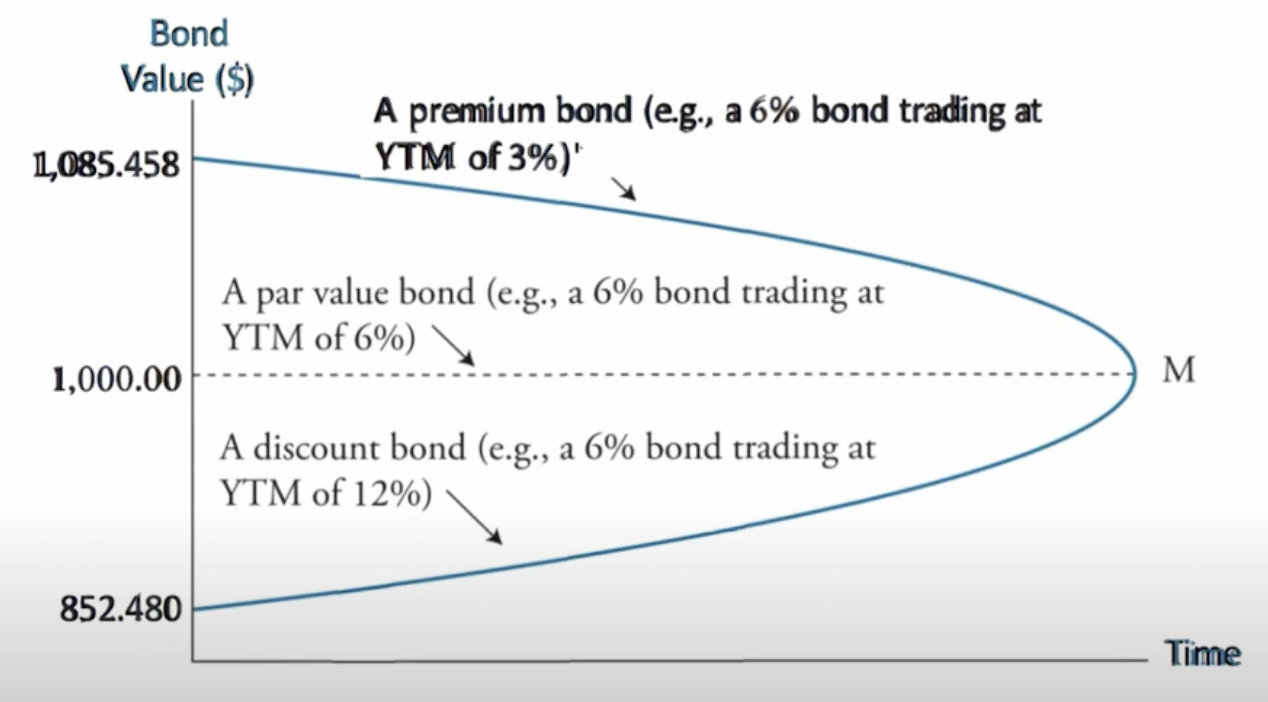 Bond
Value ($)
A premium bond (e.g., a 6% bond trading at
YTM of 3%)'
1,085.458
A par value bond (e.g., a 6% bond trading at
YTM of 6%)
1,000.00
M
A discount bond (e.g., a 6% bond trading at
YTM of 12%)
852.480
Time